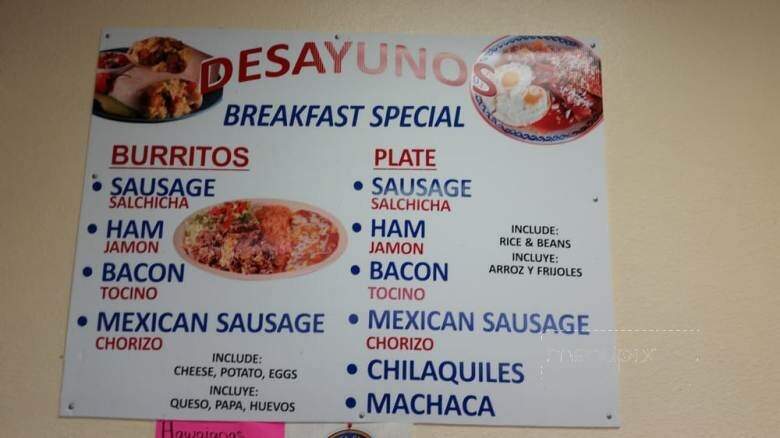 DESAYUNOS
BREAKFAST SPECIAL
BURRITOS
• SAUSAGE
SALCHICHA
• HAM
JAMON
• BACON
TOCINO
• MEXICAN SAUSAGE
CHORIZO
INCLUDE:
CHEESE, POTATO, EGGS
INCLUYE:
QUESO, PAPA, HUEVOS
PLATE
• SAUSAGE
SALCHICHA
• HAM
JAMON
• BACON
TOCINO
• MEXICAN SAUSAGE
CHORIZO
• CHILAQUILES
• MACHACA
INCLUDE:
RICE & BEANS
INCLUYE:
ARROZ Y FRIJOLES
menupix